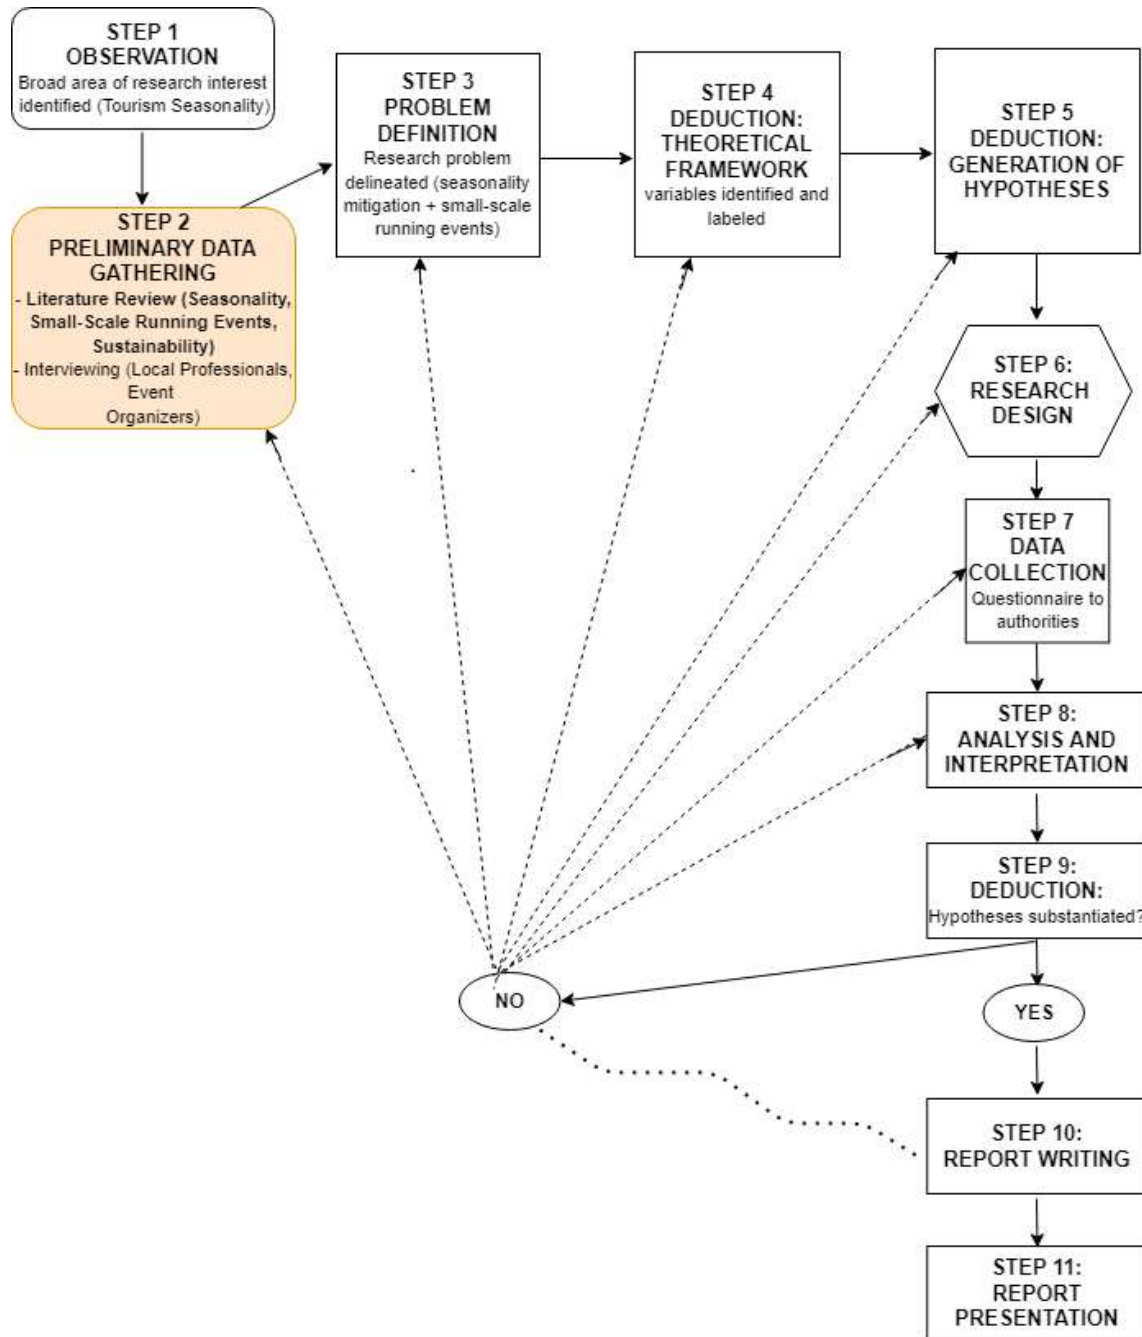 STEP 1
OBSERVATION
Broad area of research interest
identified (Tourism Seasonality)
STEP 2
PRELIMINARY DATA
GATHERING
- Literature Review (Seasonality,
Small-Scale Running Events,
Sustainability)
- Interviewing (Local Professionals,
Event
Organizers)
STEP 3
PROBLEM
DEFINITION
Research problem
delineated (seasonality
mitigation + small-scale
running events)
STEP 4
DEDUCTION:
THEORETICAL
FRAMEWORK
variables identified and
labeled
STEP 5
DEDUCTION:
GENERATION OF
HYPOTHESES
STEP 6:
RESEARCH
DESIGN
STEP 7
DATA
COLLECTION
Questionnaire to
authorities
STEP 8:
ANALYSIS AND
INTERPRETATION
STEP 9:
DEDUCTION:
Hypotheses substantiated?
NO
YES
STEP 10:
REPORT WRITING
STEP 11:
REPORT
PRESENTATION